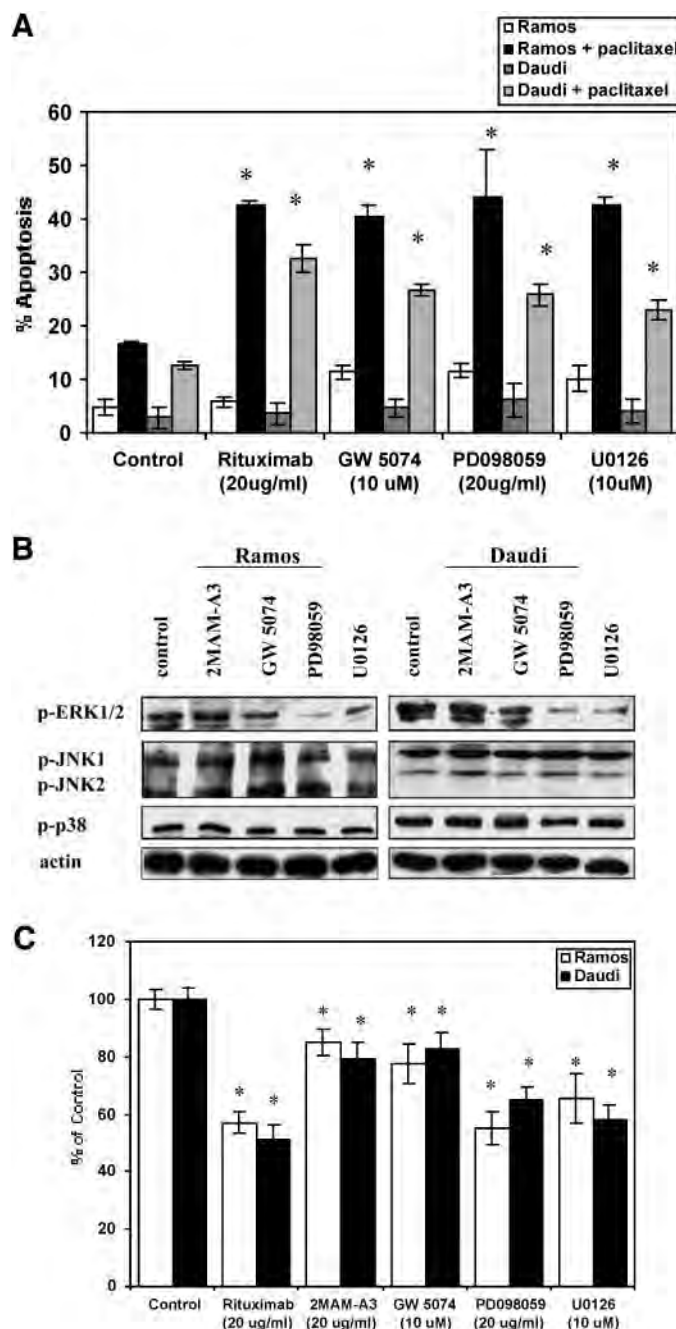 A
Ramos
Ramos + paclitaxel
Daudi
Daudi + paclitaxel
% Apoptosis
60
50
40
30
20
10
0
* * * * * * * *
Control Rituximab GW 5074 PD098059 U0126
(20ug/ml) (10 uM) (20ug/ml) (10uM)
B
Ramos Daudi
control 2MAM-A3 GW 5074 PD98059 U0126 control 2MAM-A3 GW 5074 PD98059 U0126
p-ERK1/2
p-JNK1
p-JNK2
p-p38
actin
C
Ramos
Daudi
% of Control
120
100
80
60
40
20
0
* * * * * * * * * *
Control Rituximab 2MAM-A3 GW 5074 PD098059 U0126
(20 ug/ml) (20 ug/ml) (10 uM) (20 ug/ml) (10 uM)